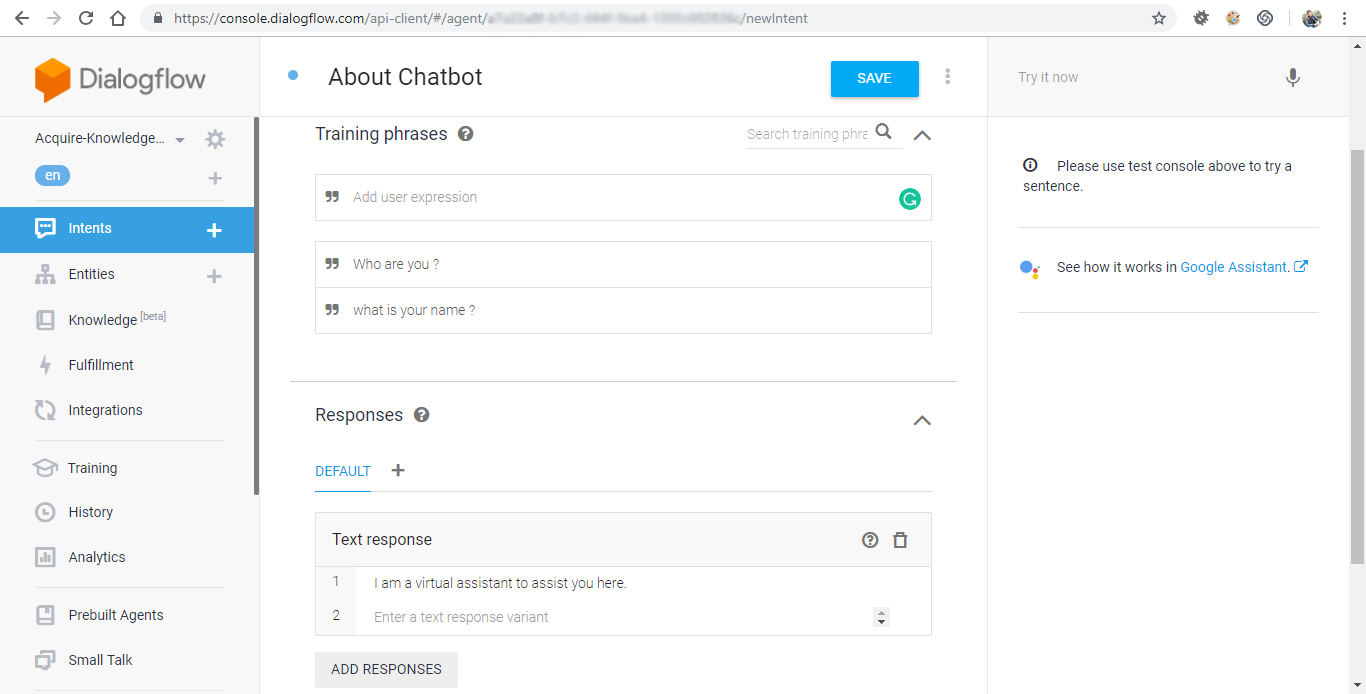 https://console.dialogflow.com/api-client/#/agent/
/newIntent
Dialogflow
Acquire-Knowledge...
en
Intents
Entities
Knowledge [beta]
Fulfillment
Integrations
Training
History
Analytics
Prebuilt Agents
Small Talk
About Chatbot
SAVE
Training phrases
Search training phra
Add user expression
Who are you ?
what is your name ?
Responses
DEFAULT
Text response
1 I am a virtual assistant to assist you here.
2 Enter a text response variant
ADD RESPONSES
Try it now
Please use test console above to try a
sentence.
See how it works in Google Assistant.